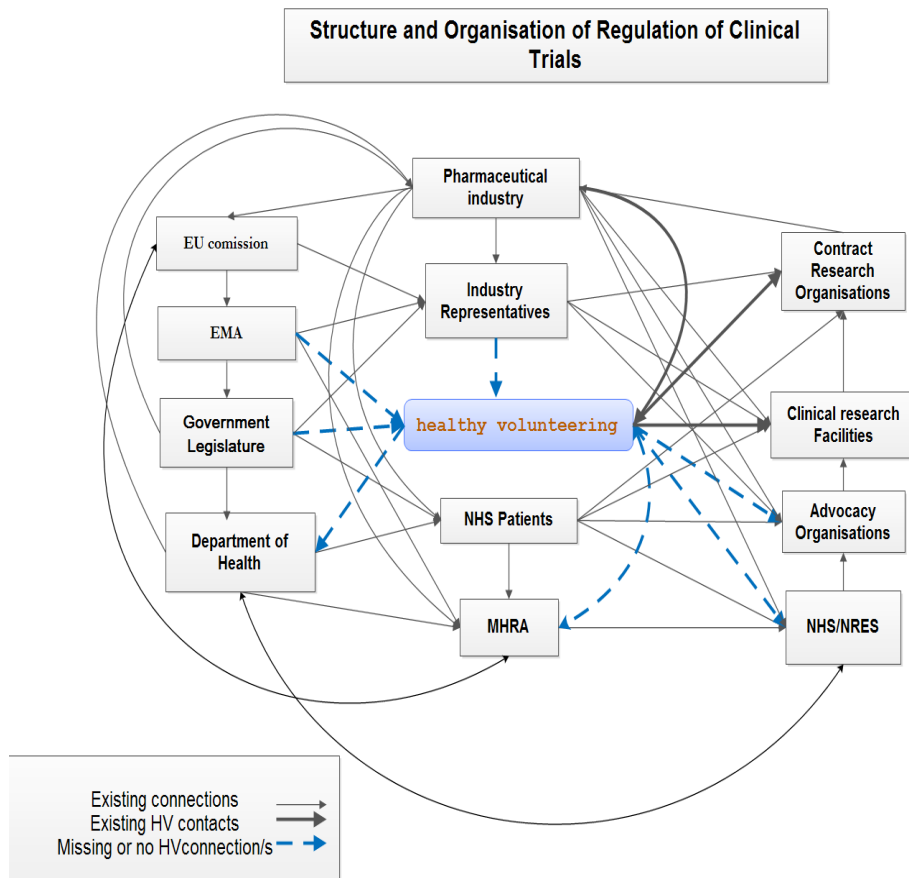 Structure and Organisation of Regulation of Clinical
Trials
Pharmaceutical
industry
EU comission
Contract
Research
Organisations
Industry
Representatives
EMA
Government
Legislature
healthy volunteering
Clinical research
Facilities
NHS Patients
Advocacy
Organisations
Department of
Health
MHRA
NHS/NRES
Existing connections
Existing HV contacts
Missing or no HVconnection/s